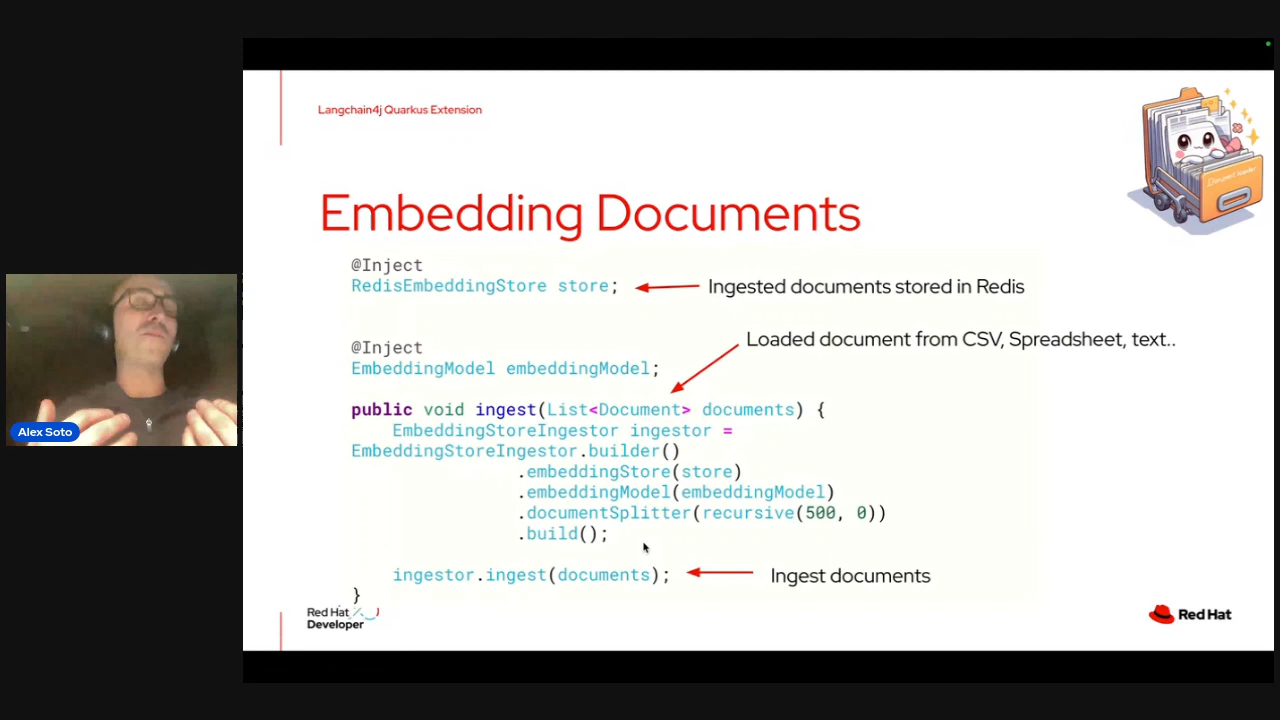 Langchain4j Quarkus Extension
Document loader
Embedding Documents
@Inject
RedisEmbeddingStore store;
Ingested documents stored in Redis
Loaded document from CSV, Spreadsheet, text..
@Inject
EmbeddingModel embeddingModel;
public void ingest(List<Document> documents) {
EmbeddingStoreIngestor ingestor =
EmbeddingStoreIngestor.builder()
.embeddingStore(store)
.embeddingModel(embeddingModel)
.documentSplitter(recursive(500, 0))
.build();
ingestor.ingest(documents);
Ingest documents
}
Red Hat
Developer
Red Hat
Alex Soto